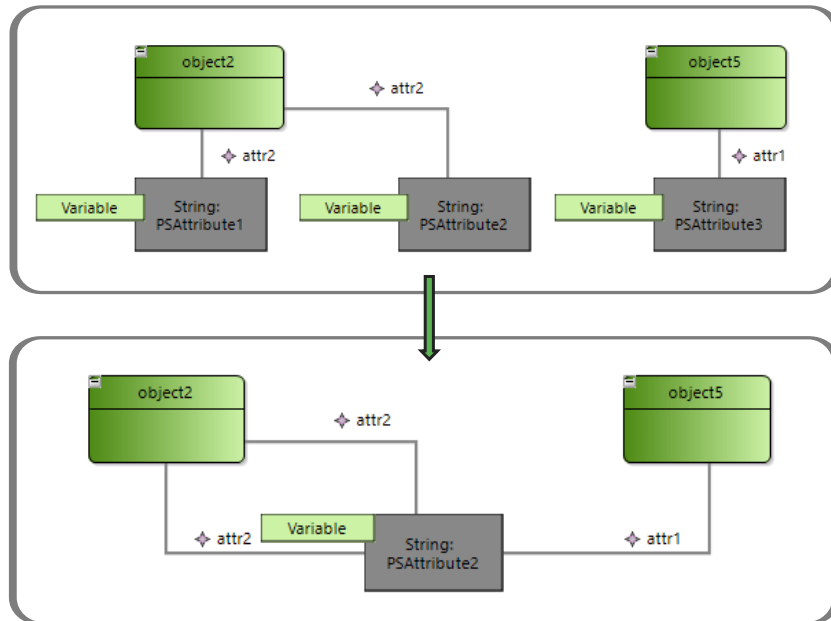 object2
object5
attr2
attr2
attr1
Variable
String:
PSAttribute1
Variable
String:
PSAttribute2
Variable
String:
PSAttribute3
object2
object5
attr2
Variable
attr2
String:
PSAttribute2
attr1